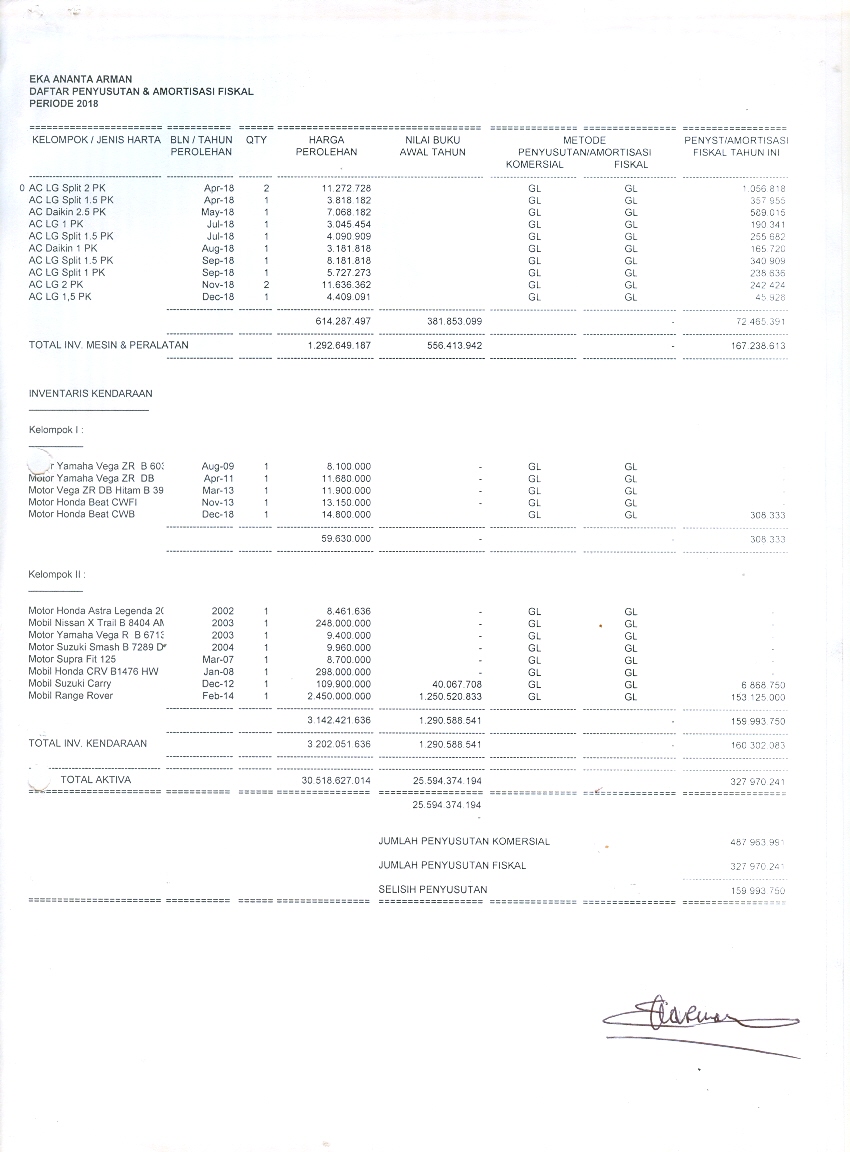 EKA ANANTA ARMAN
DAFTAR PENYUSUTAN & AMORTISASI FISKAL
PERIODE 2018
KELOMPOK / JENIS HARTA BLN / TAHUN QTY HARGA NILAI BUKU METODE PENYST/AMORTISASI
PEROLEHAN PEROLEHAN AWAL TAHUN PENYUSUTAN/AMORTISASI FISKAL TAHUN INI
KOMERSIAL FISKAL
0 AC LG Split 2 PK Apr-18 2 11.272.728 GL GL 1.056.818
AC LG Split 1.5 PK Apr-18 1 3.818.182 GL GL 357.955
AC Daikin 2.5 PK May-18 1 7.068.182 GL GL 589.015
AC LG 1 PK Jul-18 1 3.045.454 GL GL 190.341
AC LG Split 1.5 PK Jul-18 1 4.090.909 GL GL 255.682
AC Daikin 1 PK Aug-18 1 3.181.818 GL GL 165.720
AC LG Split 1.5 PK Sep-18 1 8.181.818 GL GL 340.909
AC LG Split 1 PK Sep-18 1 5.727.273 GL GL 238.636
AC LG 2 PK Nov-18 2 11.636.362 GL GL 242.424
AC LG 1,5 PK Dec-18 1 4.409.091 GL GL 45.928
614.287.497 381.853.099 - 72.465.391
TOTAL INV. MESIN & PERALATAN 1.292.649.187 556.413.942 - 167.238.613
INVENTARIS KENDARAAN
Kelompok I :
r Yamaha Vega ZR B 603 Aug-09 1 8.100.000 - GL GL
Motor Yamaha Vega ZR DB Apr-11 1 11.680.000 - GL GL
Motor Vega ZR DB Hitam B 39 Mar-13 1 11.900.000 - GL GL -
Motor Honda Beat CWFI Nov-13 1 13.150.000 - GL GL -
Motor Honda Beat CWB Dec-18 1 14.800.000 - GL GL 308.333
59.630.000 - 308.333
Kelompok II :
Motor Honda Astra Legenda 20 2002 1 8.461.636 - GL GL -
Mobil Nissan X Trail B 8404 AM 2003 1 248.000.000 - GL GL -
Motor Yamaha Vega R B 6713 2003 1 9.400.000 - GL GL -
Motor Suzuki Smash B 7289 D 2004 1 9.960.000 - GL GL -
Motor Supra Fit 125 Mar-07 1 8.700.000 - GL GL -
Mobil Honda CRV B1476 HW Jan-08 1 298.000.000 - GL GL -
Mobil Suzuki Carry Dec-12 1 109.900.000 40.067.708 GL GL 6.868.750
Mobil Range Rover Feb-14 1 2.450.000.000 1.250.520.833 GL GL 153.125.000
3.142.421.636 1.290.588.541 - 159.993.750
TOTAL INV. KENDARAAN 3.202.051.636 1.290.588.541 - 160.302.083
TOTAL AKTIVA 30.518.627.014 25.594.374.194 327.970.241
25.594.374.194
JUMLAH PENYUSUTAN KOMERSIAL 487.963.991
JUMLAH PENYUSUTAN FISKAL 327.970.241
SELISIH PENYUSUTAN 159.993.750